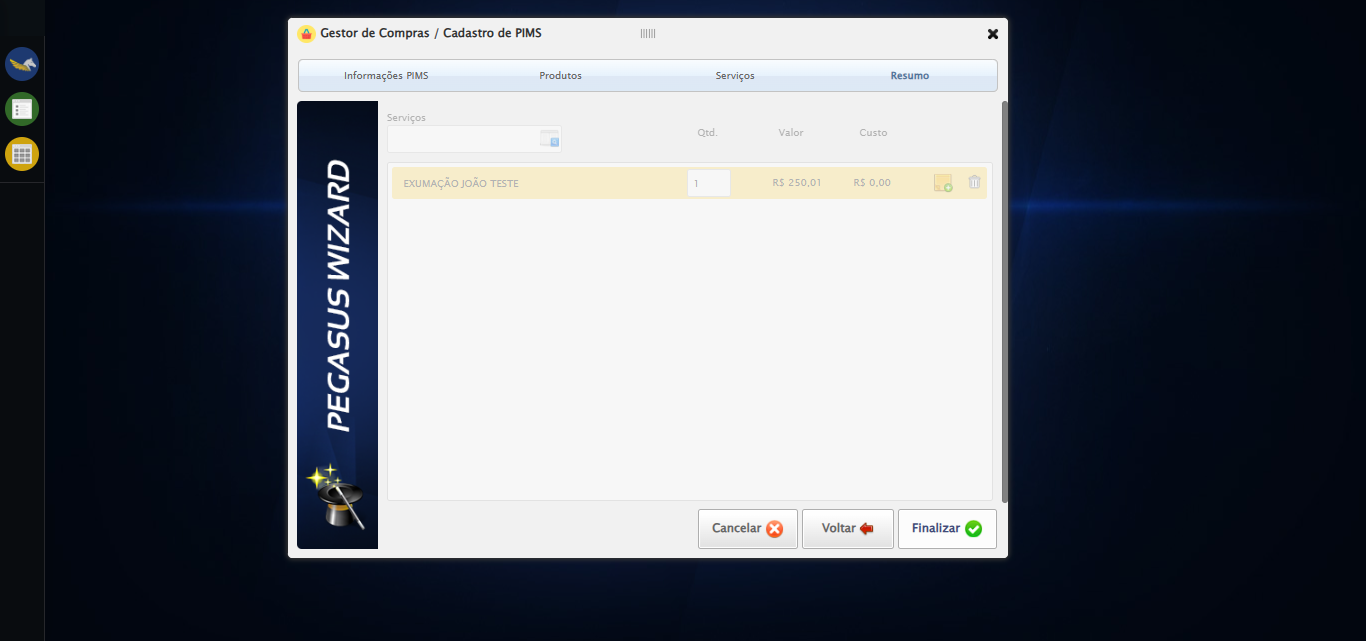 Gestor de Compras / Cadastro de PIMS
Informações PIMS
Produtos
Serviços
Resumo
PEGASUS WIZARD
Serviços
Qtd.
Valor
Custo
EXUMAÇÃO JOÃO TESTE
1
R$ 250,01
R$ 0,00
Cancelar
Voltar
Finalizar